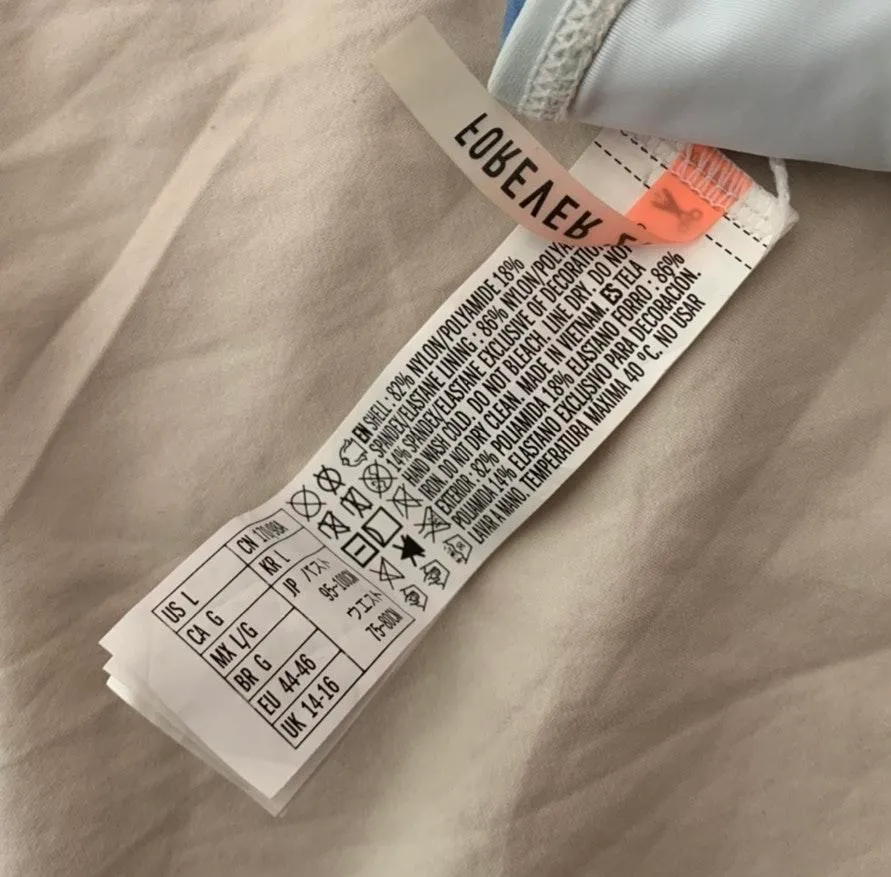 FOREVER
EN SHELL : 82% NYLON/POLYAMIDE 18%
SPANDEX/ELASTANE LINING : 86% NYLON/POLYA
14% SPANDEX/ELASTANE EXCLUSIVE OF DECORATION.
HAND WISH COLD. DO NOT BLEACH. LINE DRY. DO NOT
IRON. DO NOT DRY CLEAN. MADE IN VIETNAM. ES TELA
EXTERIOR : 82% POLIAMIDA 18% ELASTANO FORRO : 86%
POLIAMIDA 14% ELASTANO EXCLUSIVO PARA DECORACIÓN.
LAVAR A MANO. TEMPERATURA MÁXIMA 40 ºC. NO USAR
US L
CN 170/98A
CA G
KR L
MX L/G
JP バスト
95~100CM
ウエスト
75~80CM
BR G
EU 44-46
UK 14-16